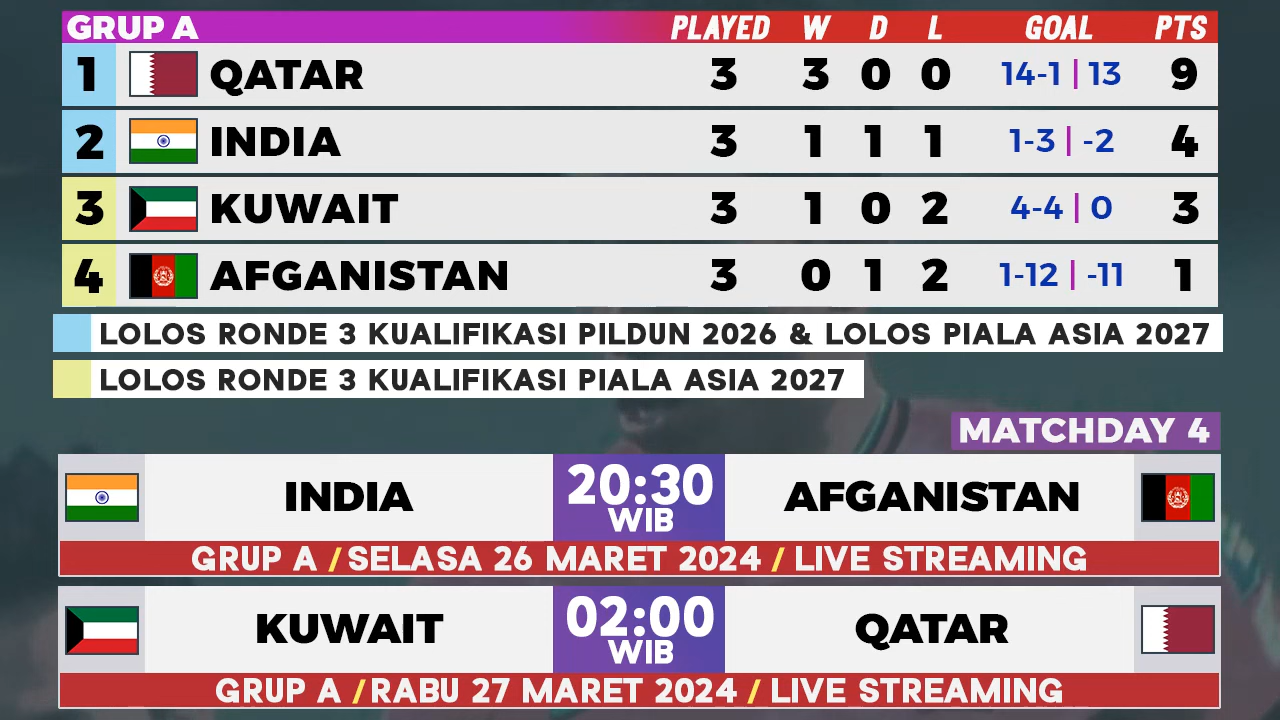 GRUP A PLAYED W D L GOAL PTS
1 QATAR 3 3 0 0 14-1 | 13 9
2 INDIA 3 1 1 1 1-3 | -2 4
3 KUWAIT 3 1 0 2 4-4 | 0 3
4 AFGANISTAN 3 0 1 2 1-12 | -11 1
LOLOS RONDE 3 KUALIFIKASI PILDUN 2026 & LOLOS PIALA ASIA 2027
LOLOS RONDE 3 KUALIFIKASI PIALA ASIA 2027
MATCHDAY 4
INDIA 20:30 WIB AFGANISTAN
GRUP A / SELASA 26 MARET 2024 / LIVE STREAMING
KUWAIT 02:00 WIB QATAR
GRUP A / RABU 27 MARET 2024 / LIVE STREAMING